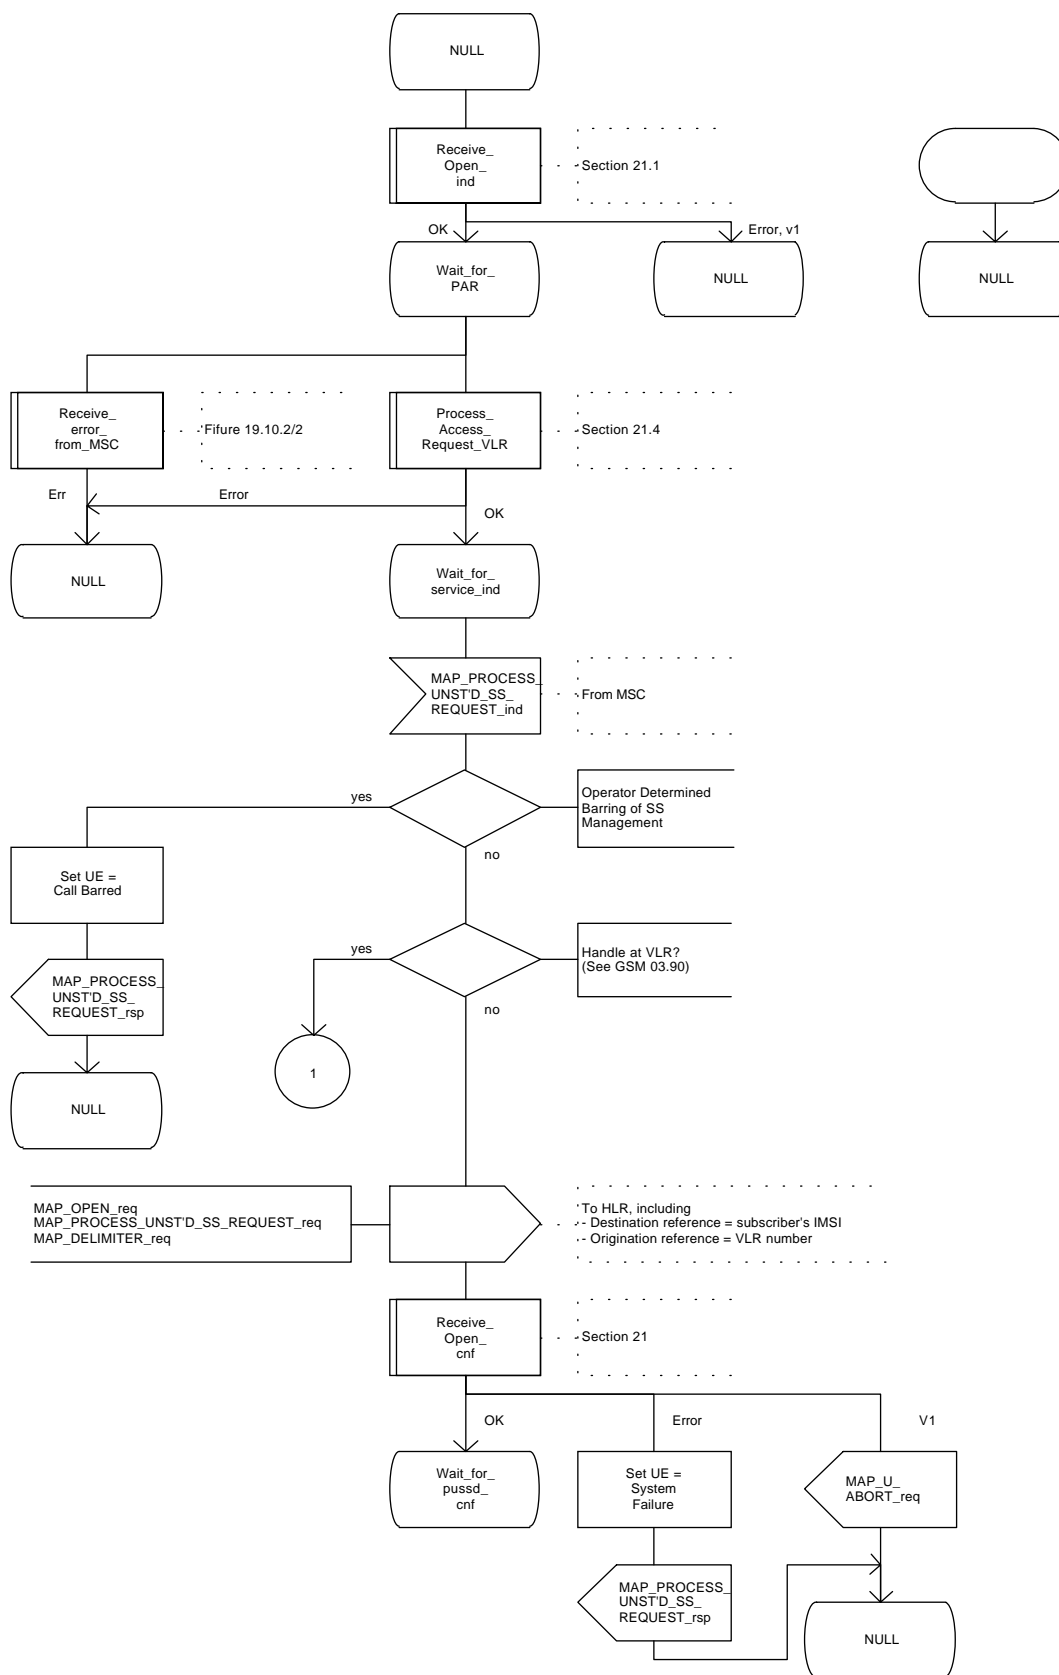 NULL
Receive_
Open_
ind
Section 21.1
OK
Error, v1
Wait_for_
PAR
NULL
NULL
Receive_
error_
from_MSC
Fifure 19.10.2/2
Process_
Access_
Request_VLR
Section 21.4
Err
Error
OK
NULL
Wait_for_
service_ind
MAP_PROCESS_
UNST'D_SS_
REQUEST_ind
From MSC
yes
Operator Determined
Barring of SS
Management
no
Set UE =
Call Barred
yes
Handle at VLR?
(See GSM 03.90)
MAP_PROCESS_
UNST'D_SS_
REQUEST_rsp
no
1
NULL
MAP_OPEN_req
MAP_PROCESS_UNST'D_SS_REQUEST_req
MAP_DELIMITER_req
To HLR, including
- Destination reference = subscriber's IMSI
- Origination reference = VLR number
Receive_
Open_
cnf
Section 21
OK
Error
V1
Wait_for_
pussd_
cnf
Set UE =
System
Failure
MAP_U_
ABORT_req
MAP_PROCESS_
UNST'D_SS_
REQUEST_rsp
NULL